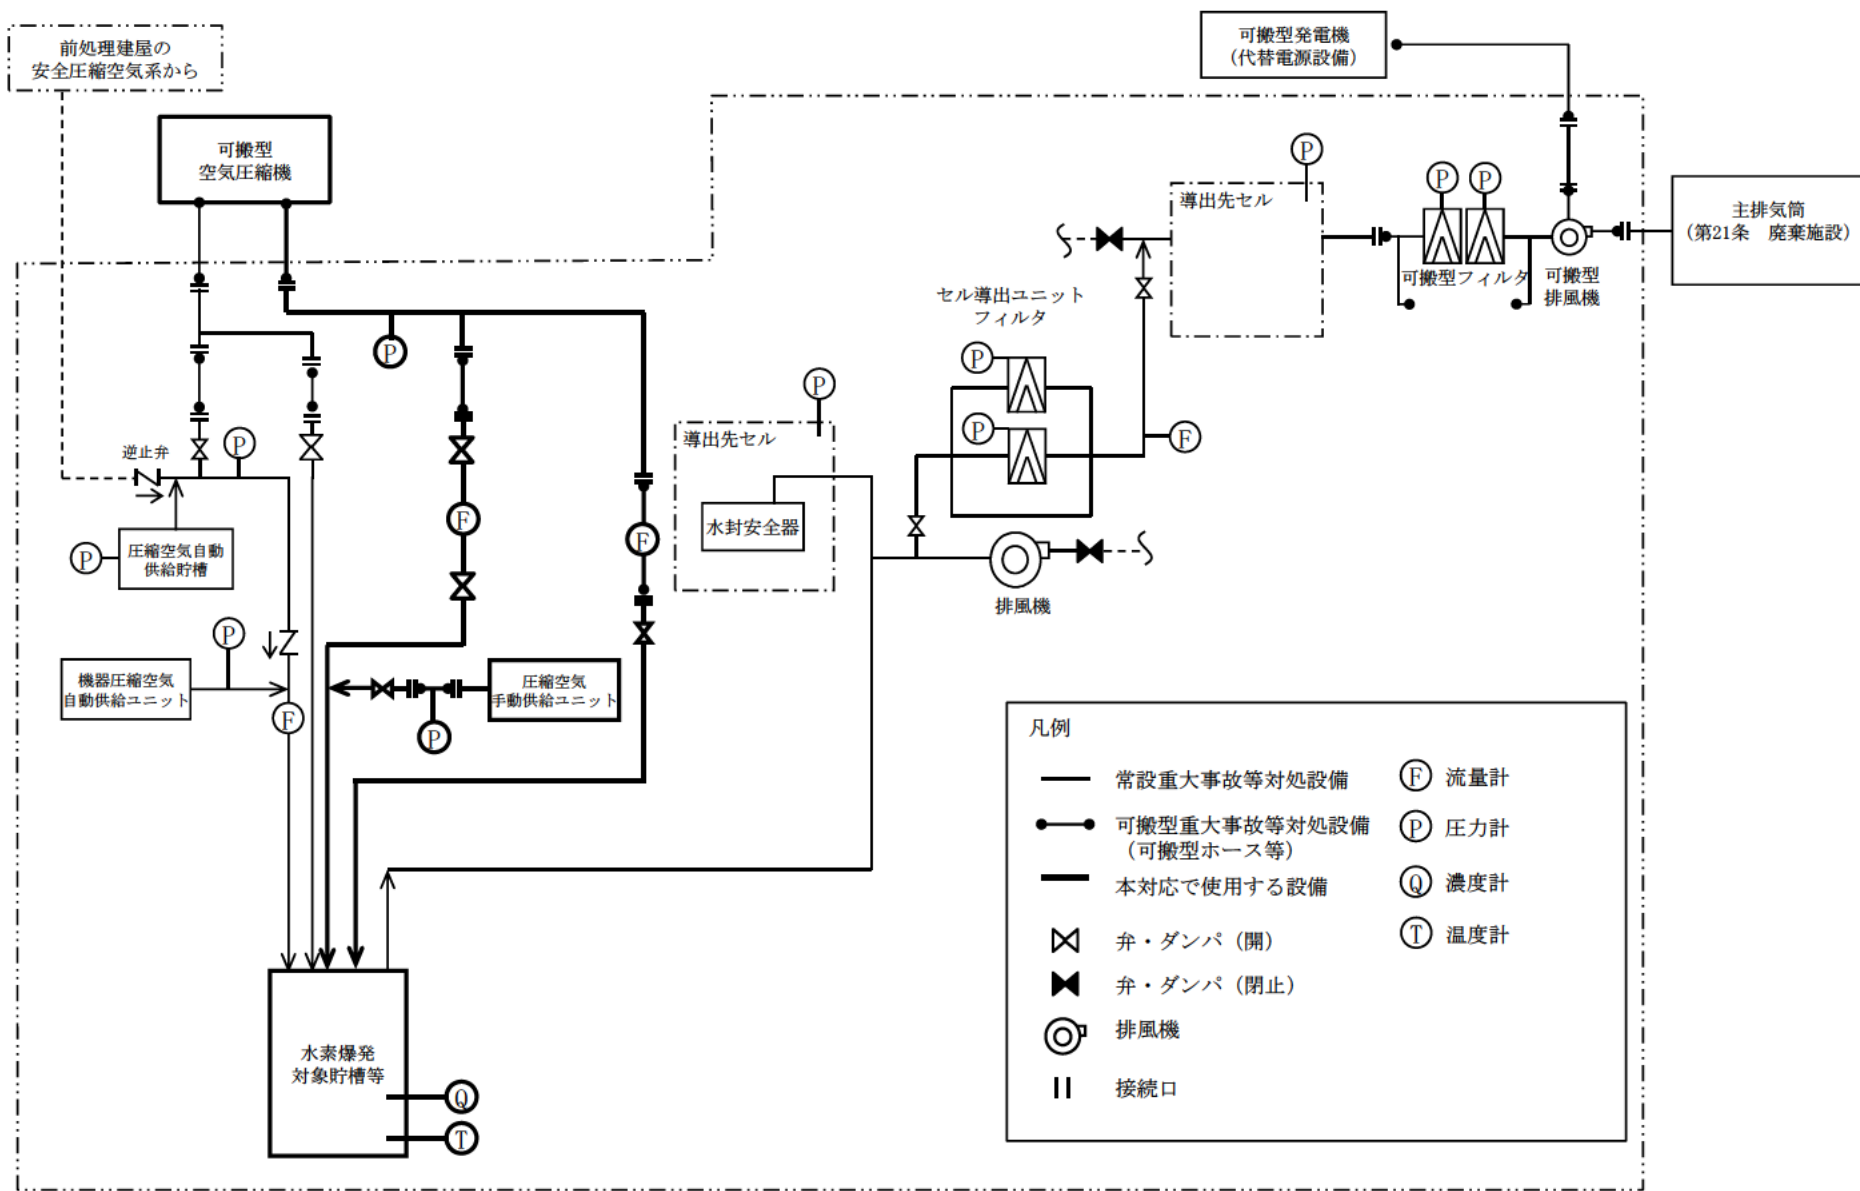 前処理建屋の
安全圧縮空気系から
可搬型発電機
(代替電源設備)
可搬型
空気圧縮機
P
導出先セル
P
P
主排気筒
(第21条　廃棄施設)
可搬型フィルタ
可搬型
排風機
セル導出ユニット
フィルタ
P
P
P
F
P
導出先セル
水封安全器
排風機
逆止弁
P
F
F
P
圧縮空気自動
供給貯槽
P
機器圧縮空気
自動供給ユニット
F
圧縮空気
手動供給ユニット
P
水素爆発
対象貯槽等
Q
T
凡例
常設重大事故等対処設備
可搬型重大事故等対処設備
(可搬型ホース等)
本対応で使用する設備
弁・ダンパ（開）
弁・ダンパ（閉止）
排風機
接続口
F 流量計
P 圧力計
Q 濃度計
T 温度計